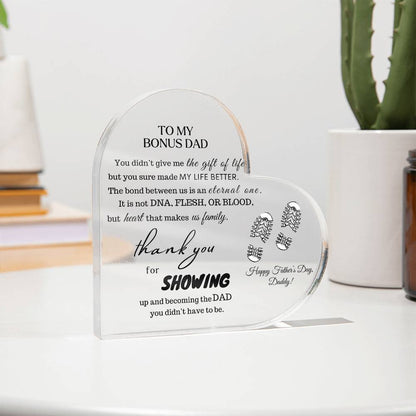 TO MY
BONUS DAD
You didn't give me the gift of life,
but you sure made MY LIFE BETTER.
The bond between us is an eternal one.
It is not DNA, FLESH, OR BLOOD,
but heart that makes us family.
thank you
for
SHOWING
up and becoming the DAD
you didn't have to be.
Happy Father's Day,
Daddy!